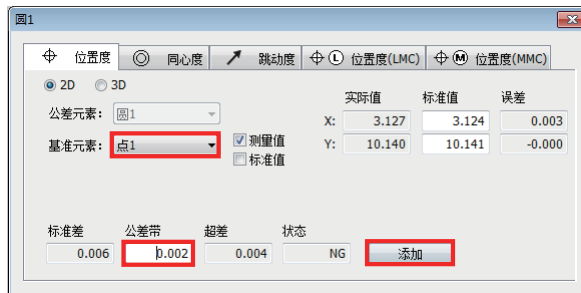 圆1
位置度 同心度 跳动度 Ⓛ 位置度(LMC) Ⓜ 位置度(MMC)
2D 3D
实际值 标准值 误差
公差元素: 圆1
X: 3.127 3.124 0.003
基准元素: 点1 测量值 Y: 10.140 10.141 -0.000
标准值
标准差 公差带 超差 状态
0.006 0.002 0.004 NG 添加